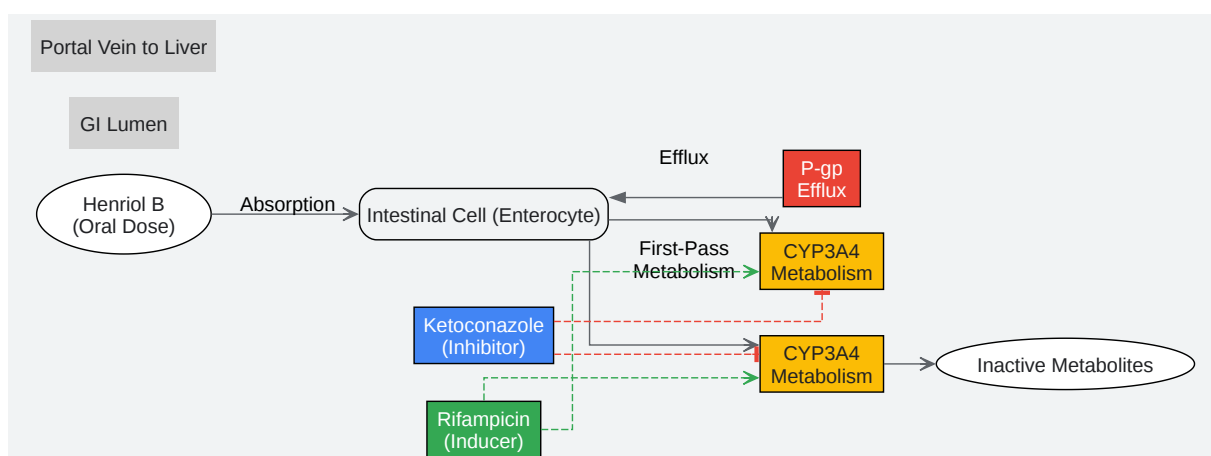 Portal Vein to Liver
GI Lumen
Henriol B
(Oral Dose)
Absorption
Intestinal Cell (Enterocyte)
Efflux
P-gp
Efflux
First-Pass
Metabolism
CYP3A4
Metabolism
Ketoconazole
(Inhibitor)
CYP3A4
Metabolism
Inactive Metabolites
Rifampicin
(Inducer)